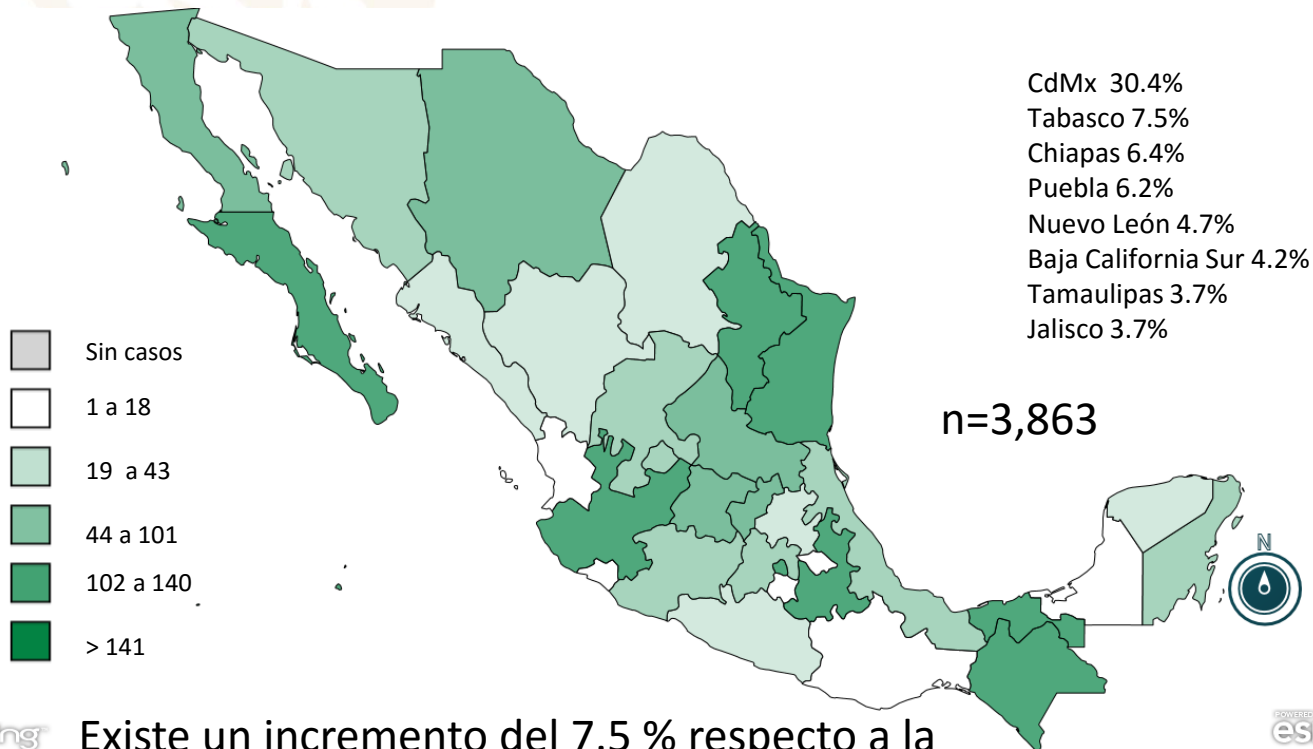 CdMx 30.4%
Tabasco 7.5%
Chiapas 6.4%
Puebla 6.2%
Nuevo León 4.7%
Baja California Sur 4.2%
Tamaulipas 3.7%
Jalisco 3.7%
Sin casos
1 a 18
19 a 43
44 a 101
102 a 140
> 141
n=3,863
N
Existe un incremento del 7.5 % respecto a la
POWERED